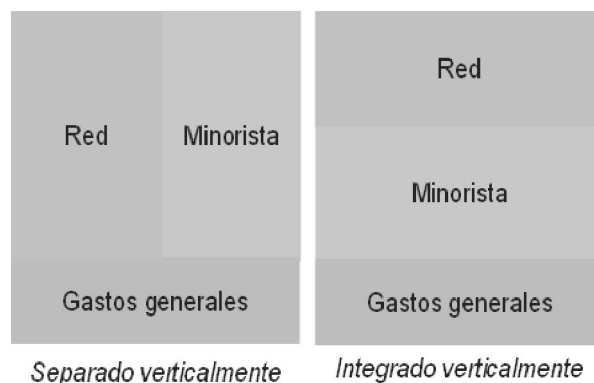 Red
Minorista
Gastos generales
Separado verticalmente
Red
Minorista
Gastos generales
Integrado verticalmente